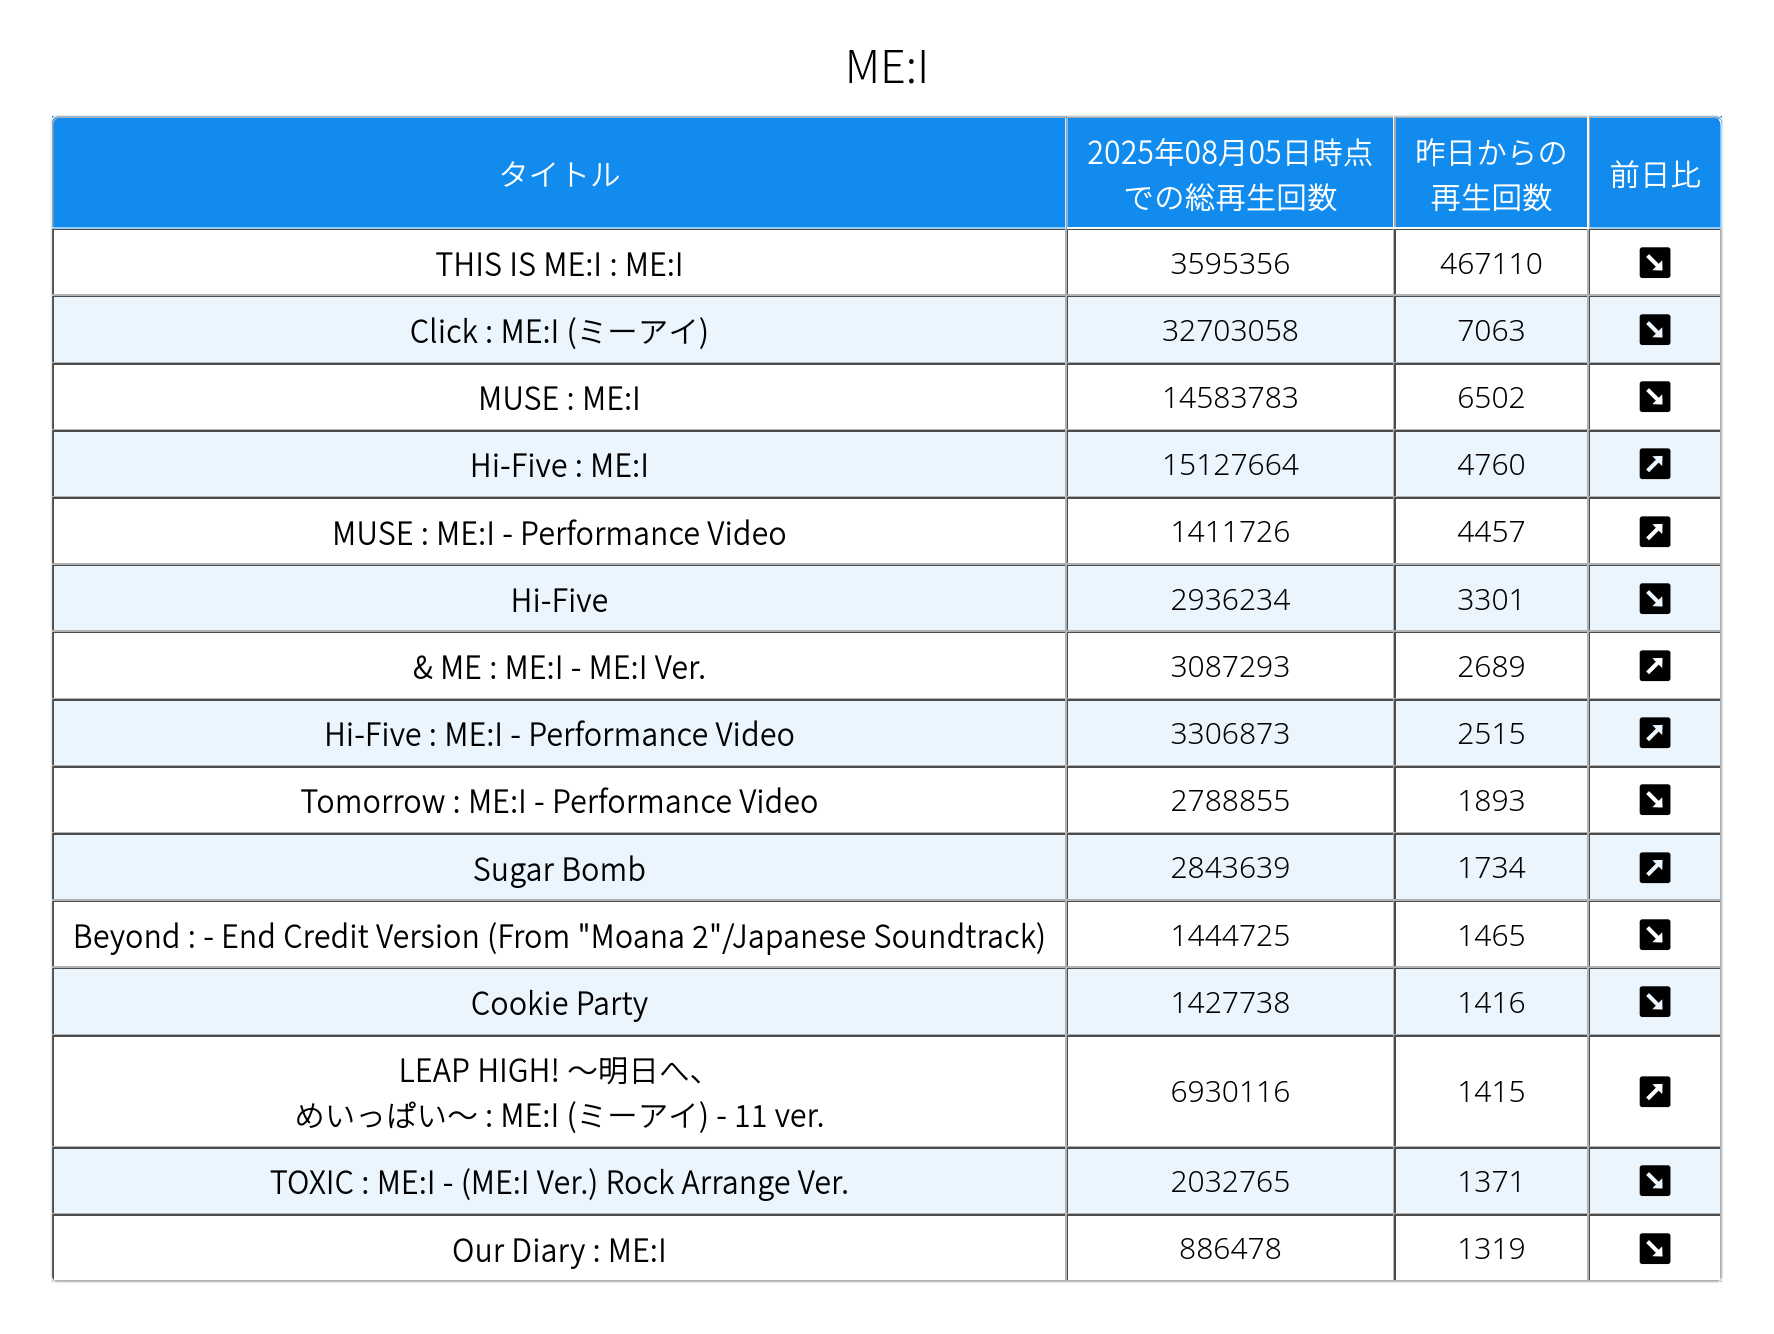 ME:I
タイトル
2025年08月05日時点
での総再生回数
昨日からの
再生回数
前日比
THIS IS ME:I : ME:I 3595356 467110 ↘
Click : ME:I (ミーアイ) 32703058 7063 ↘
MUSE : ME:I 14583783 6502 ↘
Hi-Five : ME:I 15127664 4760 ↗
MUSE : ME:I - Performance Video 1411726 4457 ↗
Hi-Five 2936234 3301 ↘
& ME : ME:I - ME:I Ver. 3087293 2689 ↗
Hi-Five : ME:I - Performance Video 3306873 2515 ↗
Tomorrow : ME:I - Performance Video 2788855 1893 ↘
Sugar Bomb 2843639 1734 ↗
Beyond : - End Credit Version (From "Moana 2"/Japanese Soundtrack) 1444725 1465 ↘
Cookie Party 1427738 1416 ↘
LEAP HIGH! 〜明日へ、
めいっぱい〜 : ME:I (ミーアイ) - 11 ver. 6930116 1415 ↗
TOXIC : ME:I - (ME:I Ver.) Rock Arrange Ver. 2032765 1371 ↘
Our Diary : ME:I 886478 1319 ↘